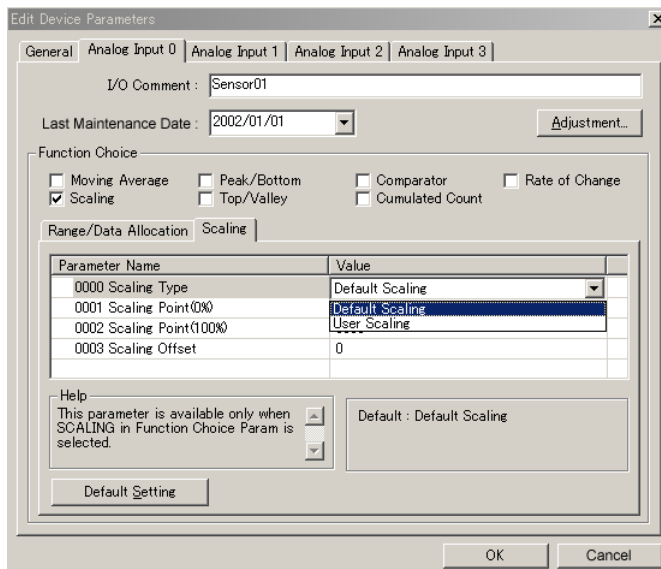 Edit Device Parameters
General Analog Input 0 Analog Input 1 Analog Input 2 Analog Input 3
I/O Comment : Sensor01
Last Maintenance Date : 2002/01/01 Adjustment...
Function Choice
Moving Average Peak/Bottom Comparator Rate of Change
Scaling Top/Valley Cumulated Count
Range/Data Allocation Scaling
Parameter Name Value
0000 Scaling Type Default Scaling
0001 Scaling Point(0%) Default Scaling
0002 Scaling Point(100%) User Scaling
0003 Scaling Offset 0
Help
This parameter is available only when
SCALING in Function Choice Param is
selected.
Default : Default Scaling
Default Setting
OK Cancel